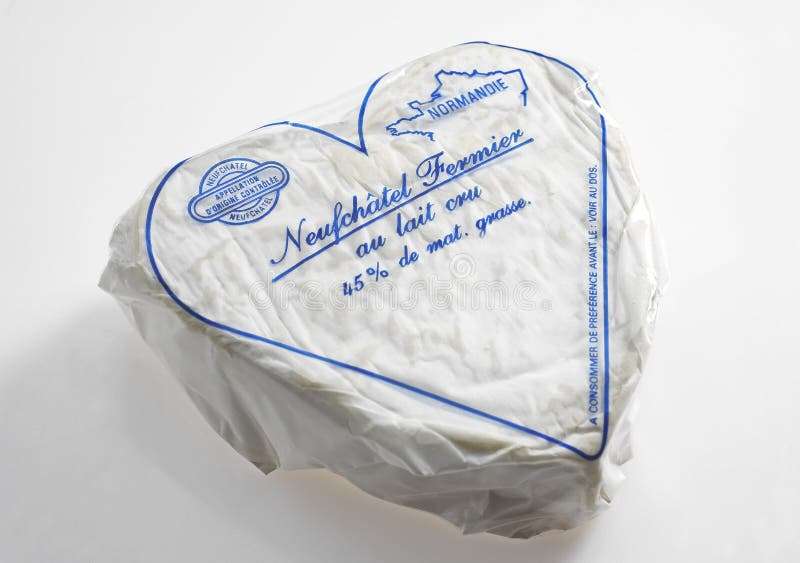 NORMANDIE
NEUFCHATEL
APPELLATION
D'ORIGINE CONTRÔLÉE
NEUFCHATEL
Neufchâtel Fermier
au lait cru
45% de mat. grasse.
A CONSOMMER DE PRÉFÉRENCE AVANT LE : VOIR AU DOS.
dreamstime